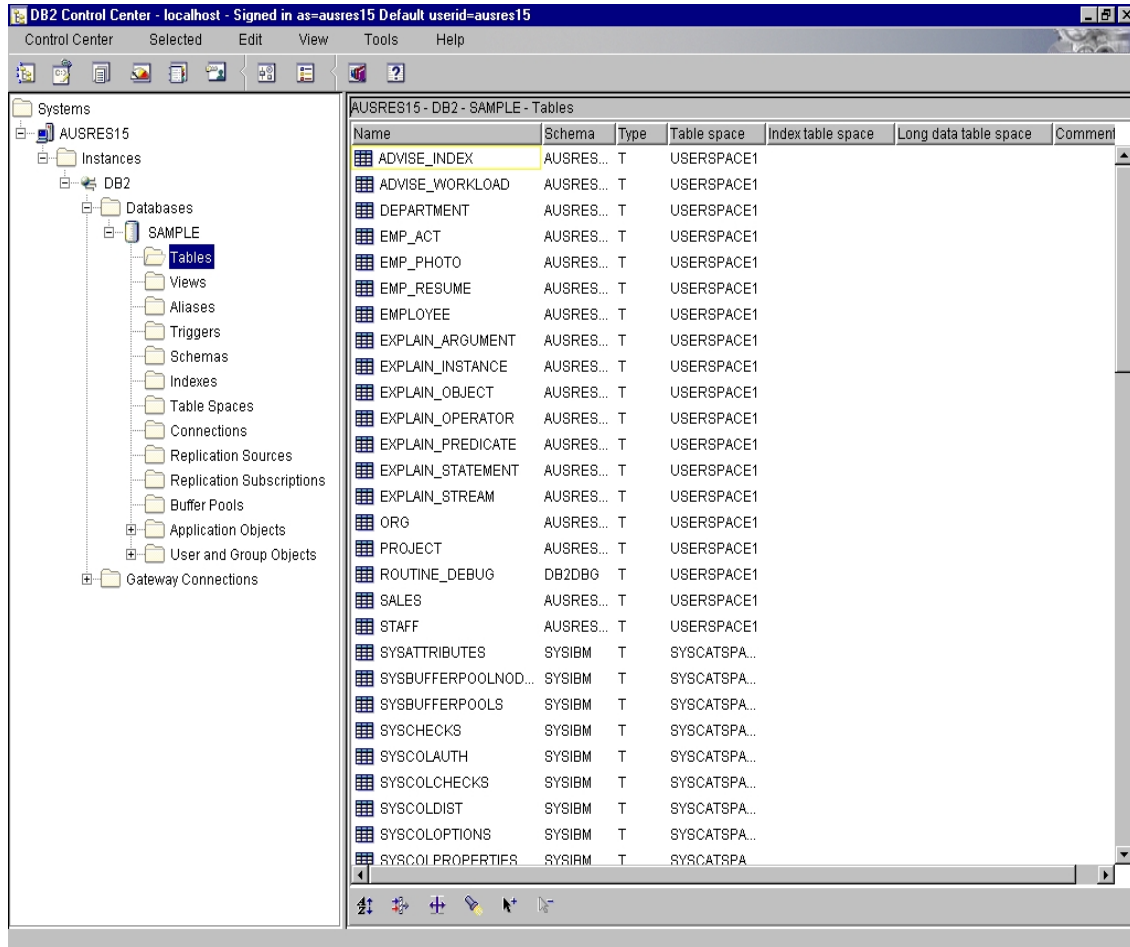 DB2 Control Center - localhost - Signed in as=ausres15 Default userid=ausres15
Control Center Selected Edit View Tools Help
Systems
AUSRES15
Instances
DB2
Databases
SAMPLE
Tables
Views
Aliases
Triggers
Schemas
Indexes
Table Spaces
Connections
Replication Sources
Replication Subscriptions
Buffer Pools
Application Objects
User and Group Objects
Gateway Connections
AUSRES15 - DB2 - SAMPLE - Tables
Name Schema Type Table space Index table space Long data table space Comment
ADVISE_INDEX AUSRES... T USERSPACE1
ADVISE_WORKLOAD AUSRES... T USERSPACE1
DEPARTMENT AUSRES... T USERSPACE1
EMP_ACT AUSRES... T USERSPACE1
EMP_PHOTO AUSRES... T USERSPACE1
EMP_RESUME AUSRES... T USERSPACE1
EMPLOYEE AUSRES... T USERSPACE1
EXPLAIN_ARGUMENT AUSRES... T USERSPACE1
EXPLAIN_INSTANCE AUSRES... T USERSPACE1
EXPLAIN_OBJECT AUSRES... T USERSPACE1
EXPLAIN_OPERATOR AUSRES... T USERSPACE1
EXPLAIN_PREDICATE AUSRES... T USERSPACE1
EXPLAIN_STATEMENT AUSRES... T USERSPACE1
EXPLAIN_STREAM AUSRES... T USERSPACE1
ORG AUSRES... T USERSPACE1
PROJECT AUSRES... T USERSPACE1
ROUTINE_DEBUG DB2DBG T USERSPACE1
SALES AUSRES... T USERSPACE1
STAFF AUSRES... T USERSPACE1
SYSATTRIBUTES SYSIBM T SYSCATSPA...
SYSBUFFERPOOLNOD... SYSIBM T SYSCATSPA...
SYSBUFFERPOOLS SYSIBM T SYSCATSPA...
SYSCHECKS SYSIBM T SYSCATSPA...
SYSCOLAUTH SYSIBM T SYSCATSPA...
SYSCOLCHECKS SYSIBM T SYSCATSPA...
SYSCOLDIST SYSIBM T SYSCATSPA...
SYSCOLOPTIONS SYSIBM T SYSCATSPA...
SYSCOLPROPERTIES SYSIBM T SYSCATSPA